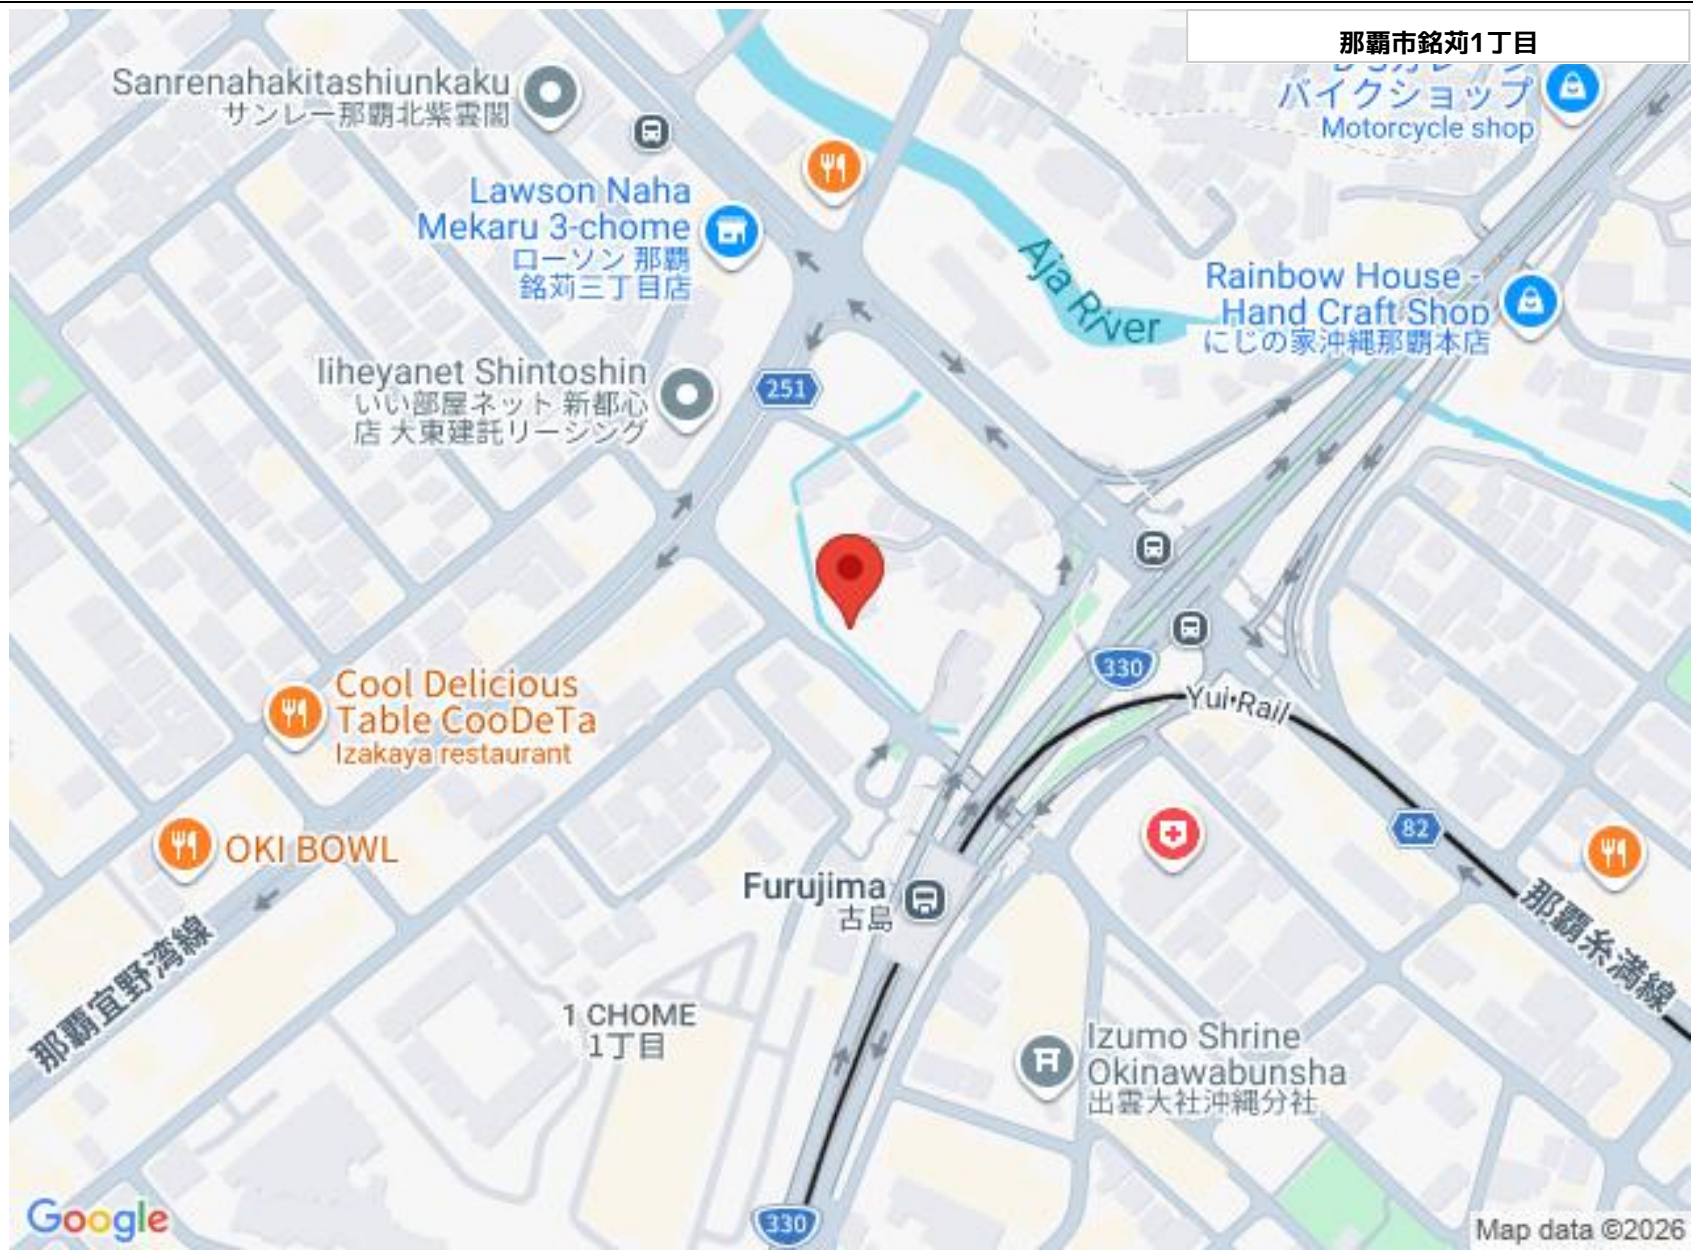 那覇市銘苅1丁目
Sanrenahakitashiunkaku
サンレー那覇北紫雲閣
バイクショップ
Motorcycle shop
Lawson Naha
Mekaru 3-chome
ローソン 那覇
銘苅三丁目店
Aja River
Rainbow House -
Hand Craft Shop
にじの家沖縄那覇本店
Iiheyanet Shintoshin
いい部屋ネット 新都心
店 大東建託リーシング
251
330
Yui Rail
Cool Delicious
Table CooDeTa
Izakaya restaurant
OKI BOWL
82
Furujima
古島
那覇糸満線
那覇宜野湾線
1 CHOME
1丁目
Izumo Shrine
Okinawabunsha
出雲大社沖縄分社
330
Google
Map data ©2026